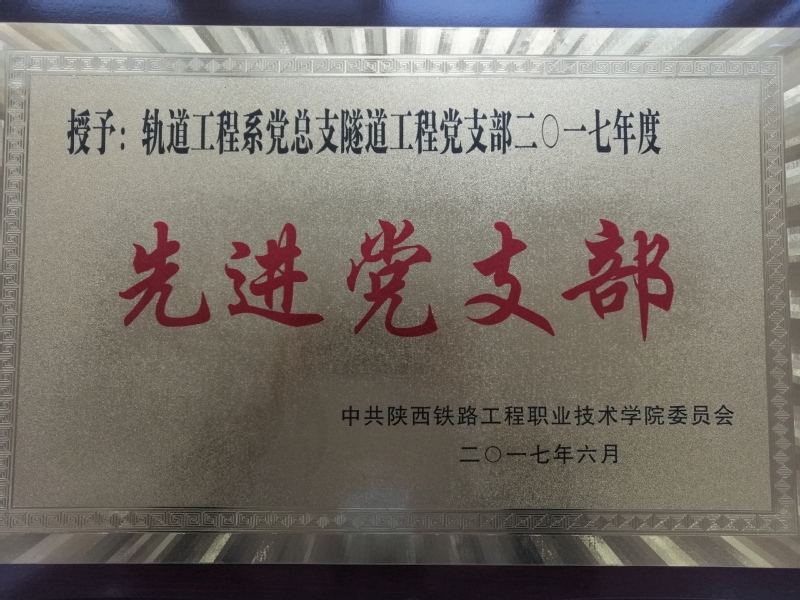 授予：轨道工程系党总支隧道工程党支部二〇一七年度
先进党支部
中共陕西铁路工程职业技术学院委员会
二〇一七年六月